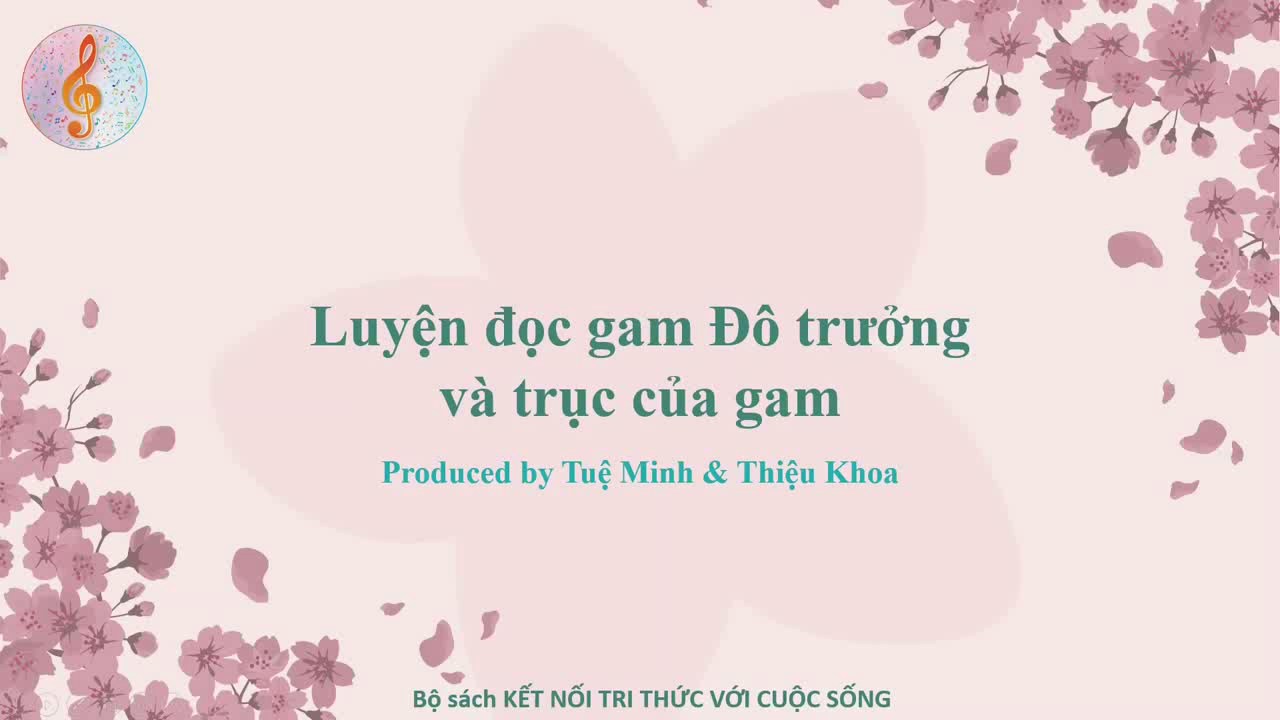 Luyện đọc gam Đô trưởng
và trục của gam
Produced by Tuệ Minh & Thiệu Khoa
Bộ sách KẾT NỐI TRI THỨC VỚI CUỘC SỐNG